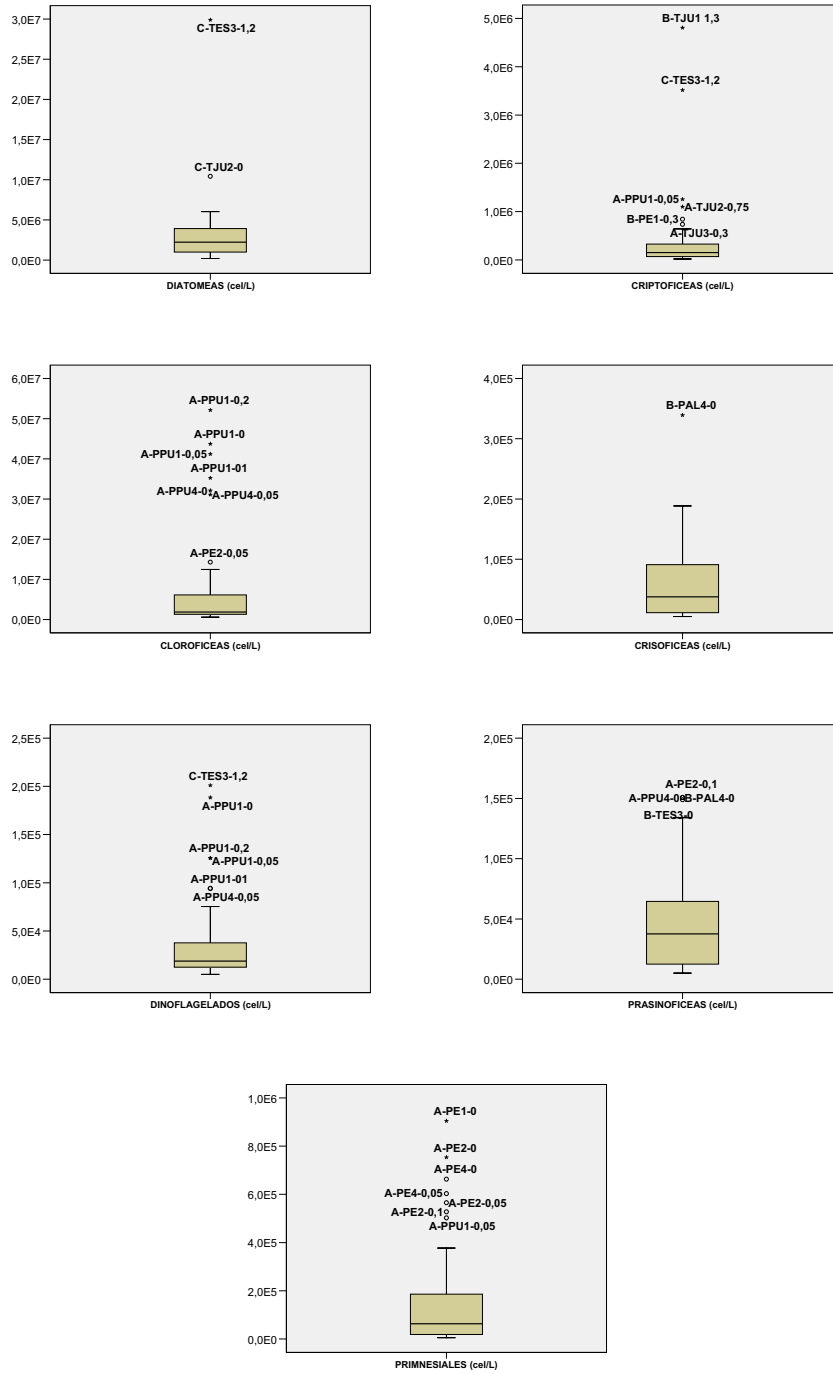 3,0E7
C-TES3-1,2
2,5E7
2,0E7
1,5E7
C-TJU2-0
1,0E7
5,0E6
0,0E0
DIATOMEAS (cel/L)
B-TJU1 1,3
5,0E6
4,0E6
C-TES3-1,2
3,0E6
2,0E6
A-PPU1-0,05
A-TJU2-0,75
1,0E6
B-PE1-0,3
A-TJU3-0,3
0,0E0
CRIPTOFICEAS (cel/L)
6,0E7
A-PPU1-0,2
5,0E7
A-PPU1-0
A-PPU1-0,05
4,0E7
A-PPU1-01
A-PPU4-0
A-PPU4-0,05
3,0E7
2,0E7
A-PE2-0,05
1,0E7
0,0E0
CLOROFICEAS (cel/L)
4,0E5
B-PAL4-0
3,0E5
2,0E5
1,0E5
0,0E0
CRISOFICEAS (cel/L)
2,5E5
C-TES3-1,2
2,0E5
A-PPU1-0
1,5E5
A-PPU1-0,2
A-PPU1-0,05
A-PPU1-01
1,0E5
A-PPU4-0,05
5,0E4
0,0E0
DINOFLAGELADOS (cel/L)
2,0E5
A-PE2-0,1
1,5E5
A-PPU4-0
B-PAL4-0
B-TES3-0
1,0E5
5,0E4
0,0E0
PRASINOFICEAS (cel/L)
1,0E6
A-PE1-0
8,0E5
A-PE2-0
A-PE4-0
6,0E5
A-PE4-0,05
A-PE2-0,05
A-PE2-0,1
A-PPU1-0,05
4,0E5
2,0E5
0,0E0
PRIMNESIALES (cel/L)